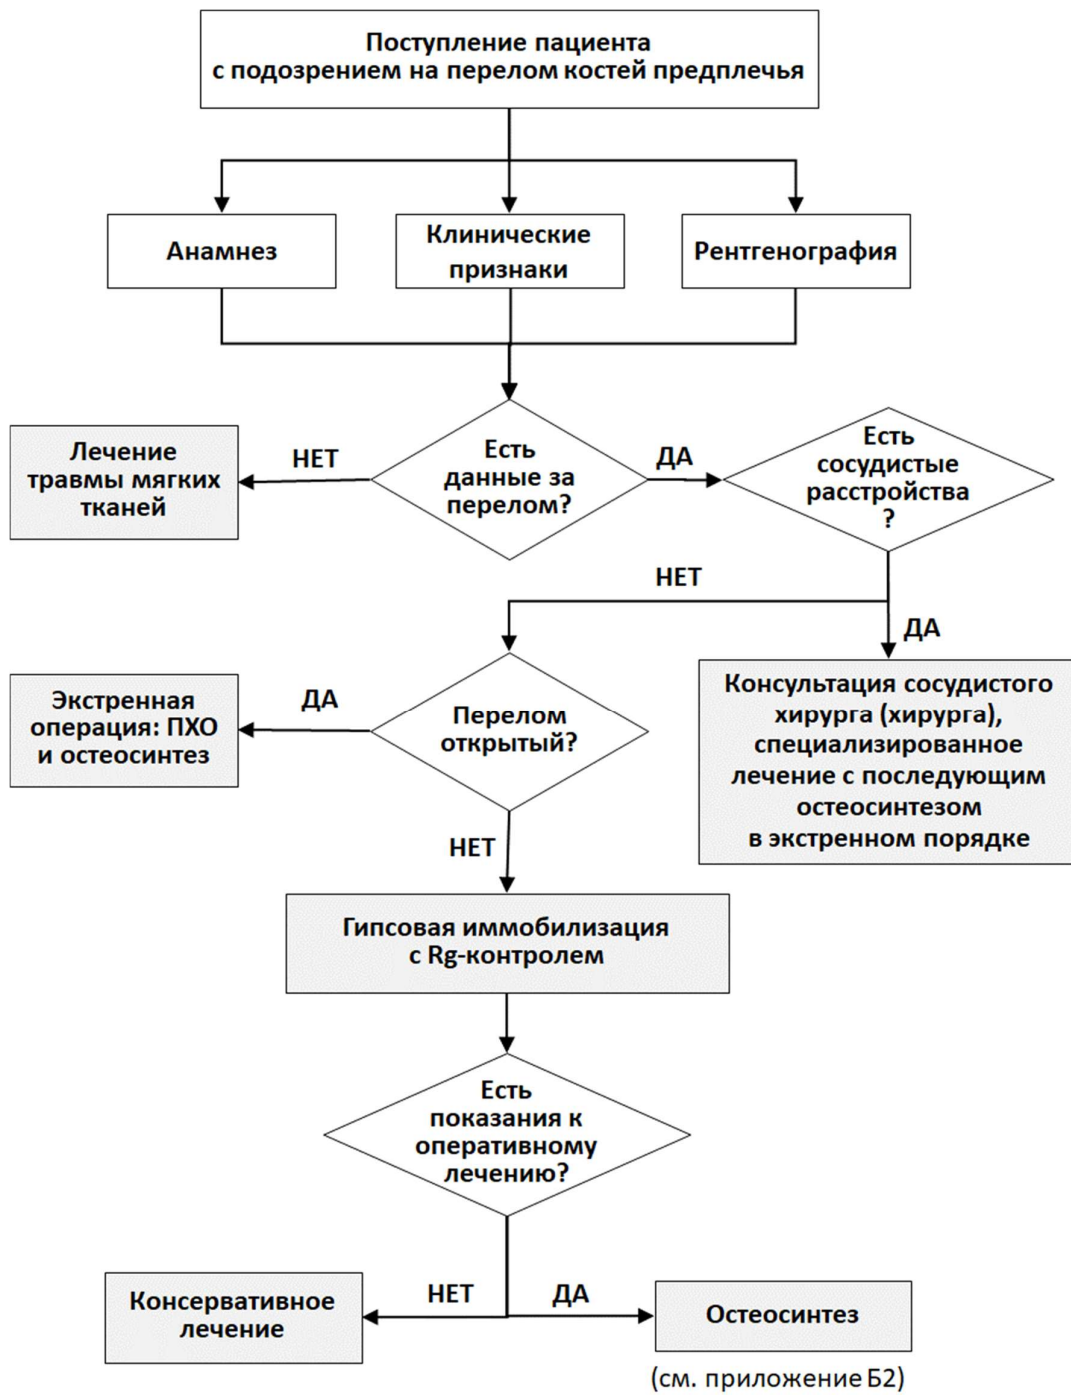 Поступление пациента
с подозрением на перелом костей предплечья
Анамнез
Клинические
признаки
Рентгенография
Лечение
травмы мягких
тканей
НЕТ
Есть
данные за
перелом?
ДА
Есть
сосудистые
расстройства
?
НЕТ
ДА
Экстренная
операция: ПХО
и остеосинтез
ДА
Перелом
открытый?
Консультация сосудистого
хирурга (хирурга),
специализированное
лечение с последующим
остеосинтезом
в экстренном порядке
НЕТ
Гипсовая иммобилизация
с Rg-контролем
Есть
показания к
оперативному
лечению?
Консервативное
лечение
НЕТ
ДА
Остеосинтез
(см. приложение Б2)